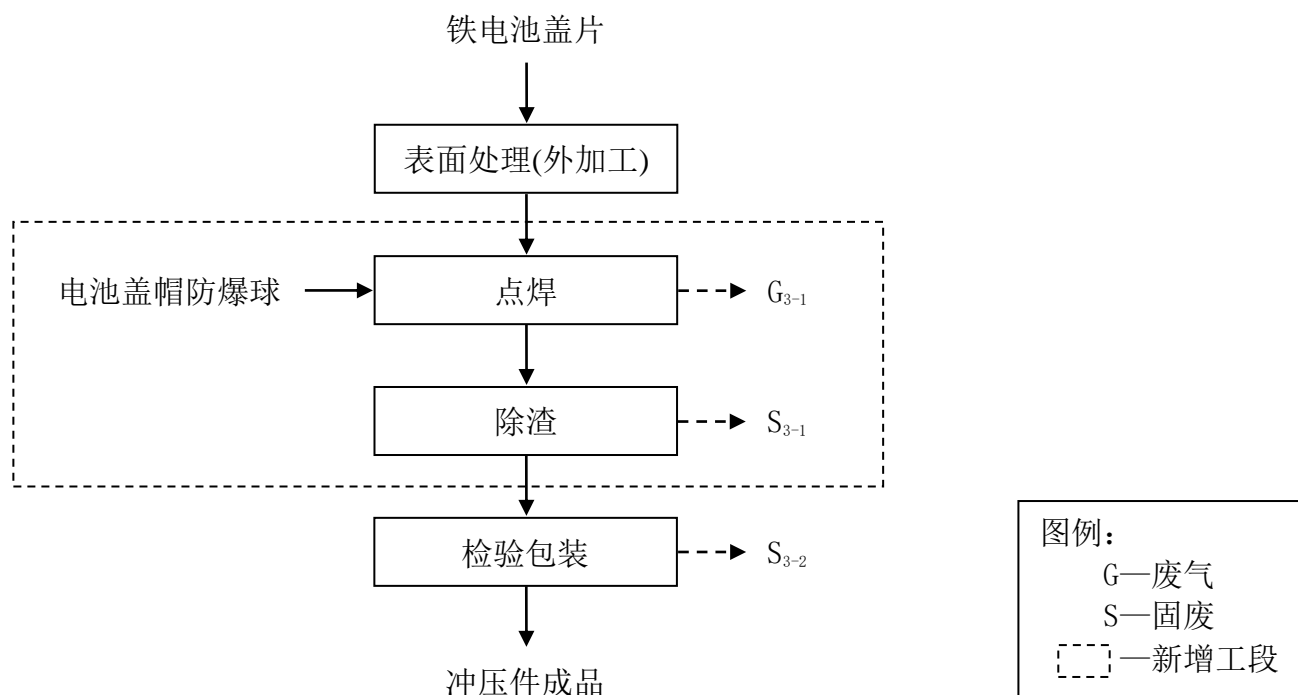 铁电池盖片
表面处理(外加工)
电池盖帽防爆球
点焊
G3-1
除渣
S3-1
检验包装
S3-2
冲压件成品
图例：
G—废气
S—固废
—新增工段